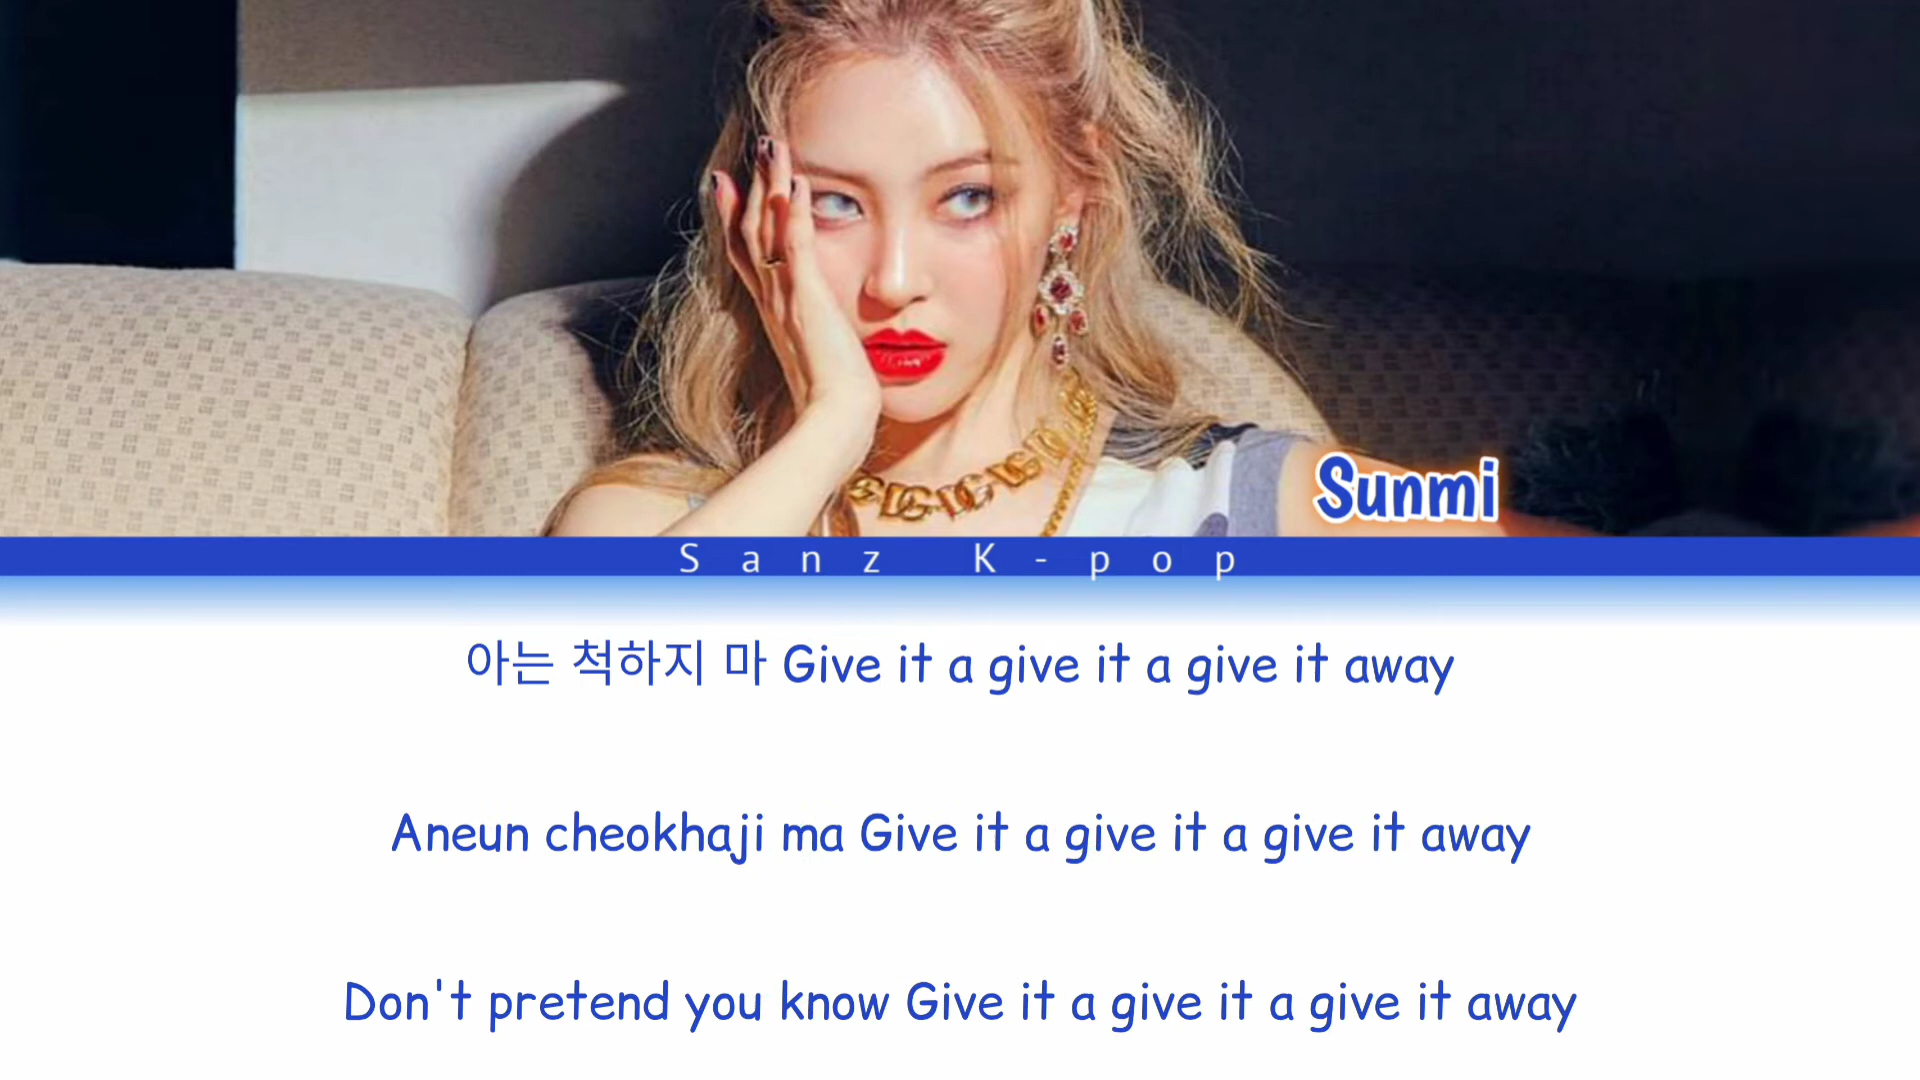 Sunmi
Sanz K-pop
아는 척하지 마 Give it a give it a give it away
Aneun cheokhaji ma Give it a give it a give it away
Don't pretend you know Give it a give it a give it away